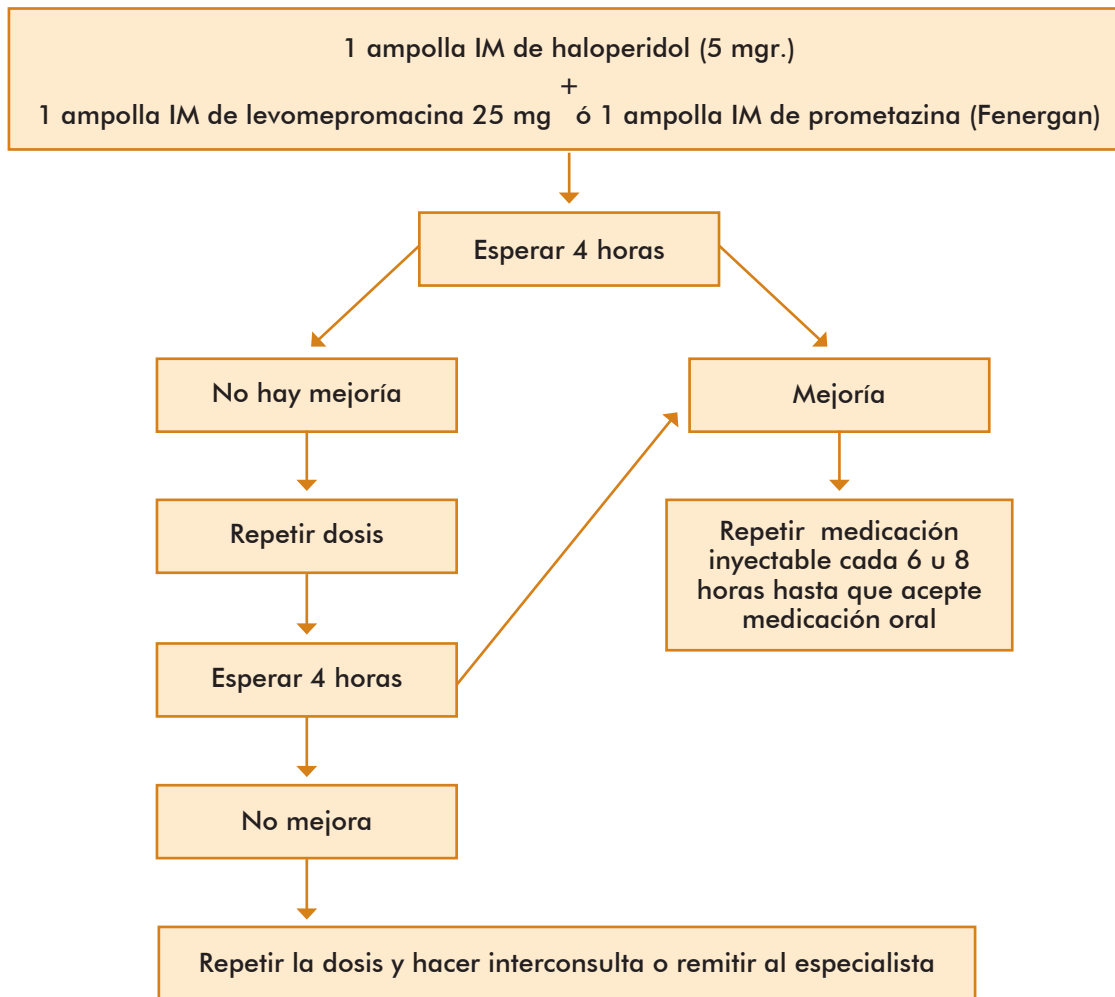 1 ampolla IM de haloperidol (5 mgr.)
+
1 ampolla IM de levomepromacina 25 mg ó 1 ampolla IM de prometazina (Fenergan)
Esperar 4 horas
No hay mejoría
Mejoría
Repetir dosis
Repetir medicación
inyectable cada 6 u 8
horas hasta que acepte
medicación oral
Esperar 4 horas
No mejora
Repetir la dosis y hacer interconsulta o remitir al especialista